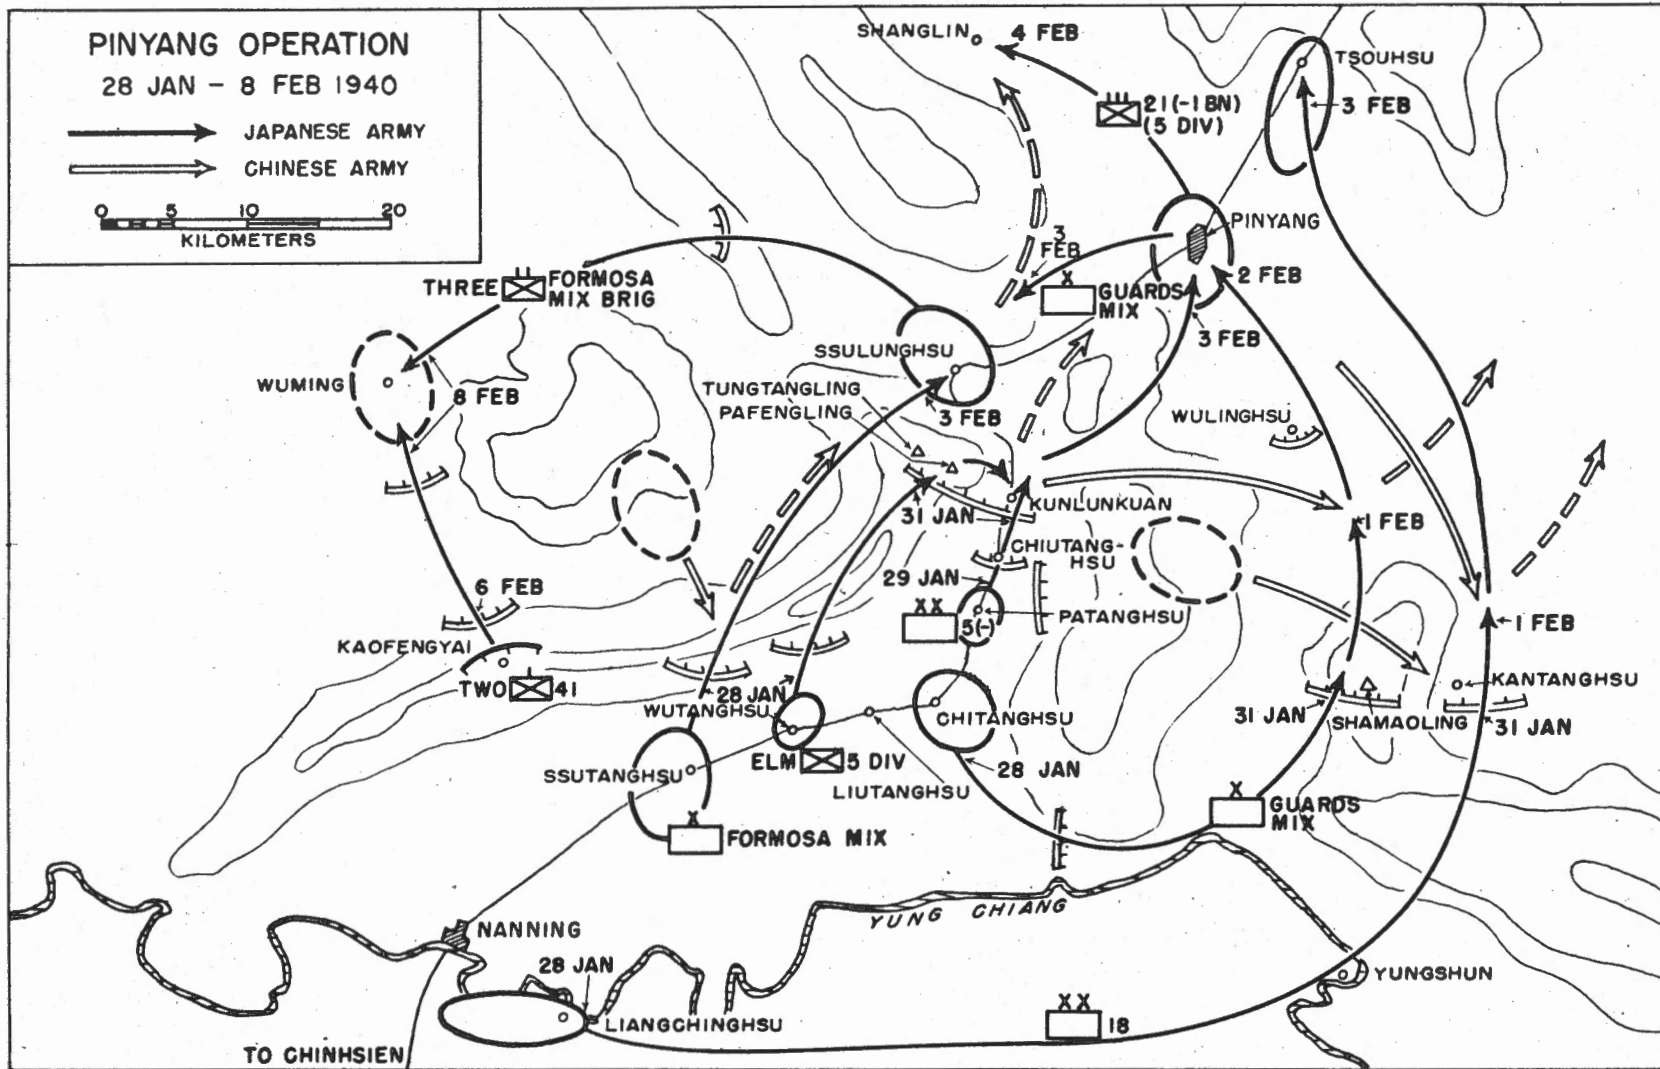 PINYANG OPERATION
28 JAN – 8 FEB 1940
JAPANESE ARMY
CHINESE ARMY
0 5 10 20
KILOMETERS
SHANGLIN
4 FEB
TSOUHSU
21 (-1 BN)
(5 DIV)
3 FEB
PINYANG
3
FEB
2 FEB
X
GUARDS
MIX
3 FEB
THREE
FORMOSA
MIX BRIG
SSULUNGHSU
WUMING
8 FEB
TUNGTANGLING
PAFENGLING
3 FEB
WULINGHSU
31 JAN
KUNLUNKUAN
1 FEB
CHIUTANG-
HSU
29 JAN
6 FEB
XX
5(-)
PATANGHSU
1 FEB
KAOFENGYAI
TWO
41
28 JAN
WUTANGHSU
CHITANGHSU
KANTANGHSU
31 JAN
SHAMAOLING
31 JAN
ELM
5 DIV
28 JAN
SSUTANGHSU
LIUTANGHSU
X
GUARDS
MIX
X
FORMOSA MIX
YUNG CHIANG
NANNING
28 JAN
YUNGSHUN
XX
18
LIANGCHINGHSU
TO CHINHSIEN